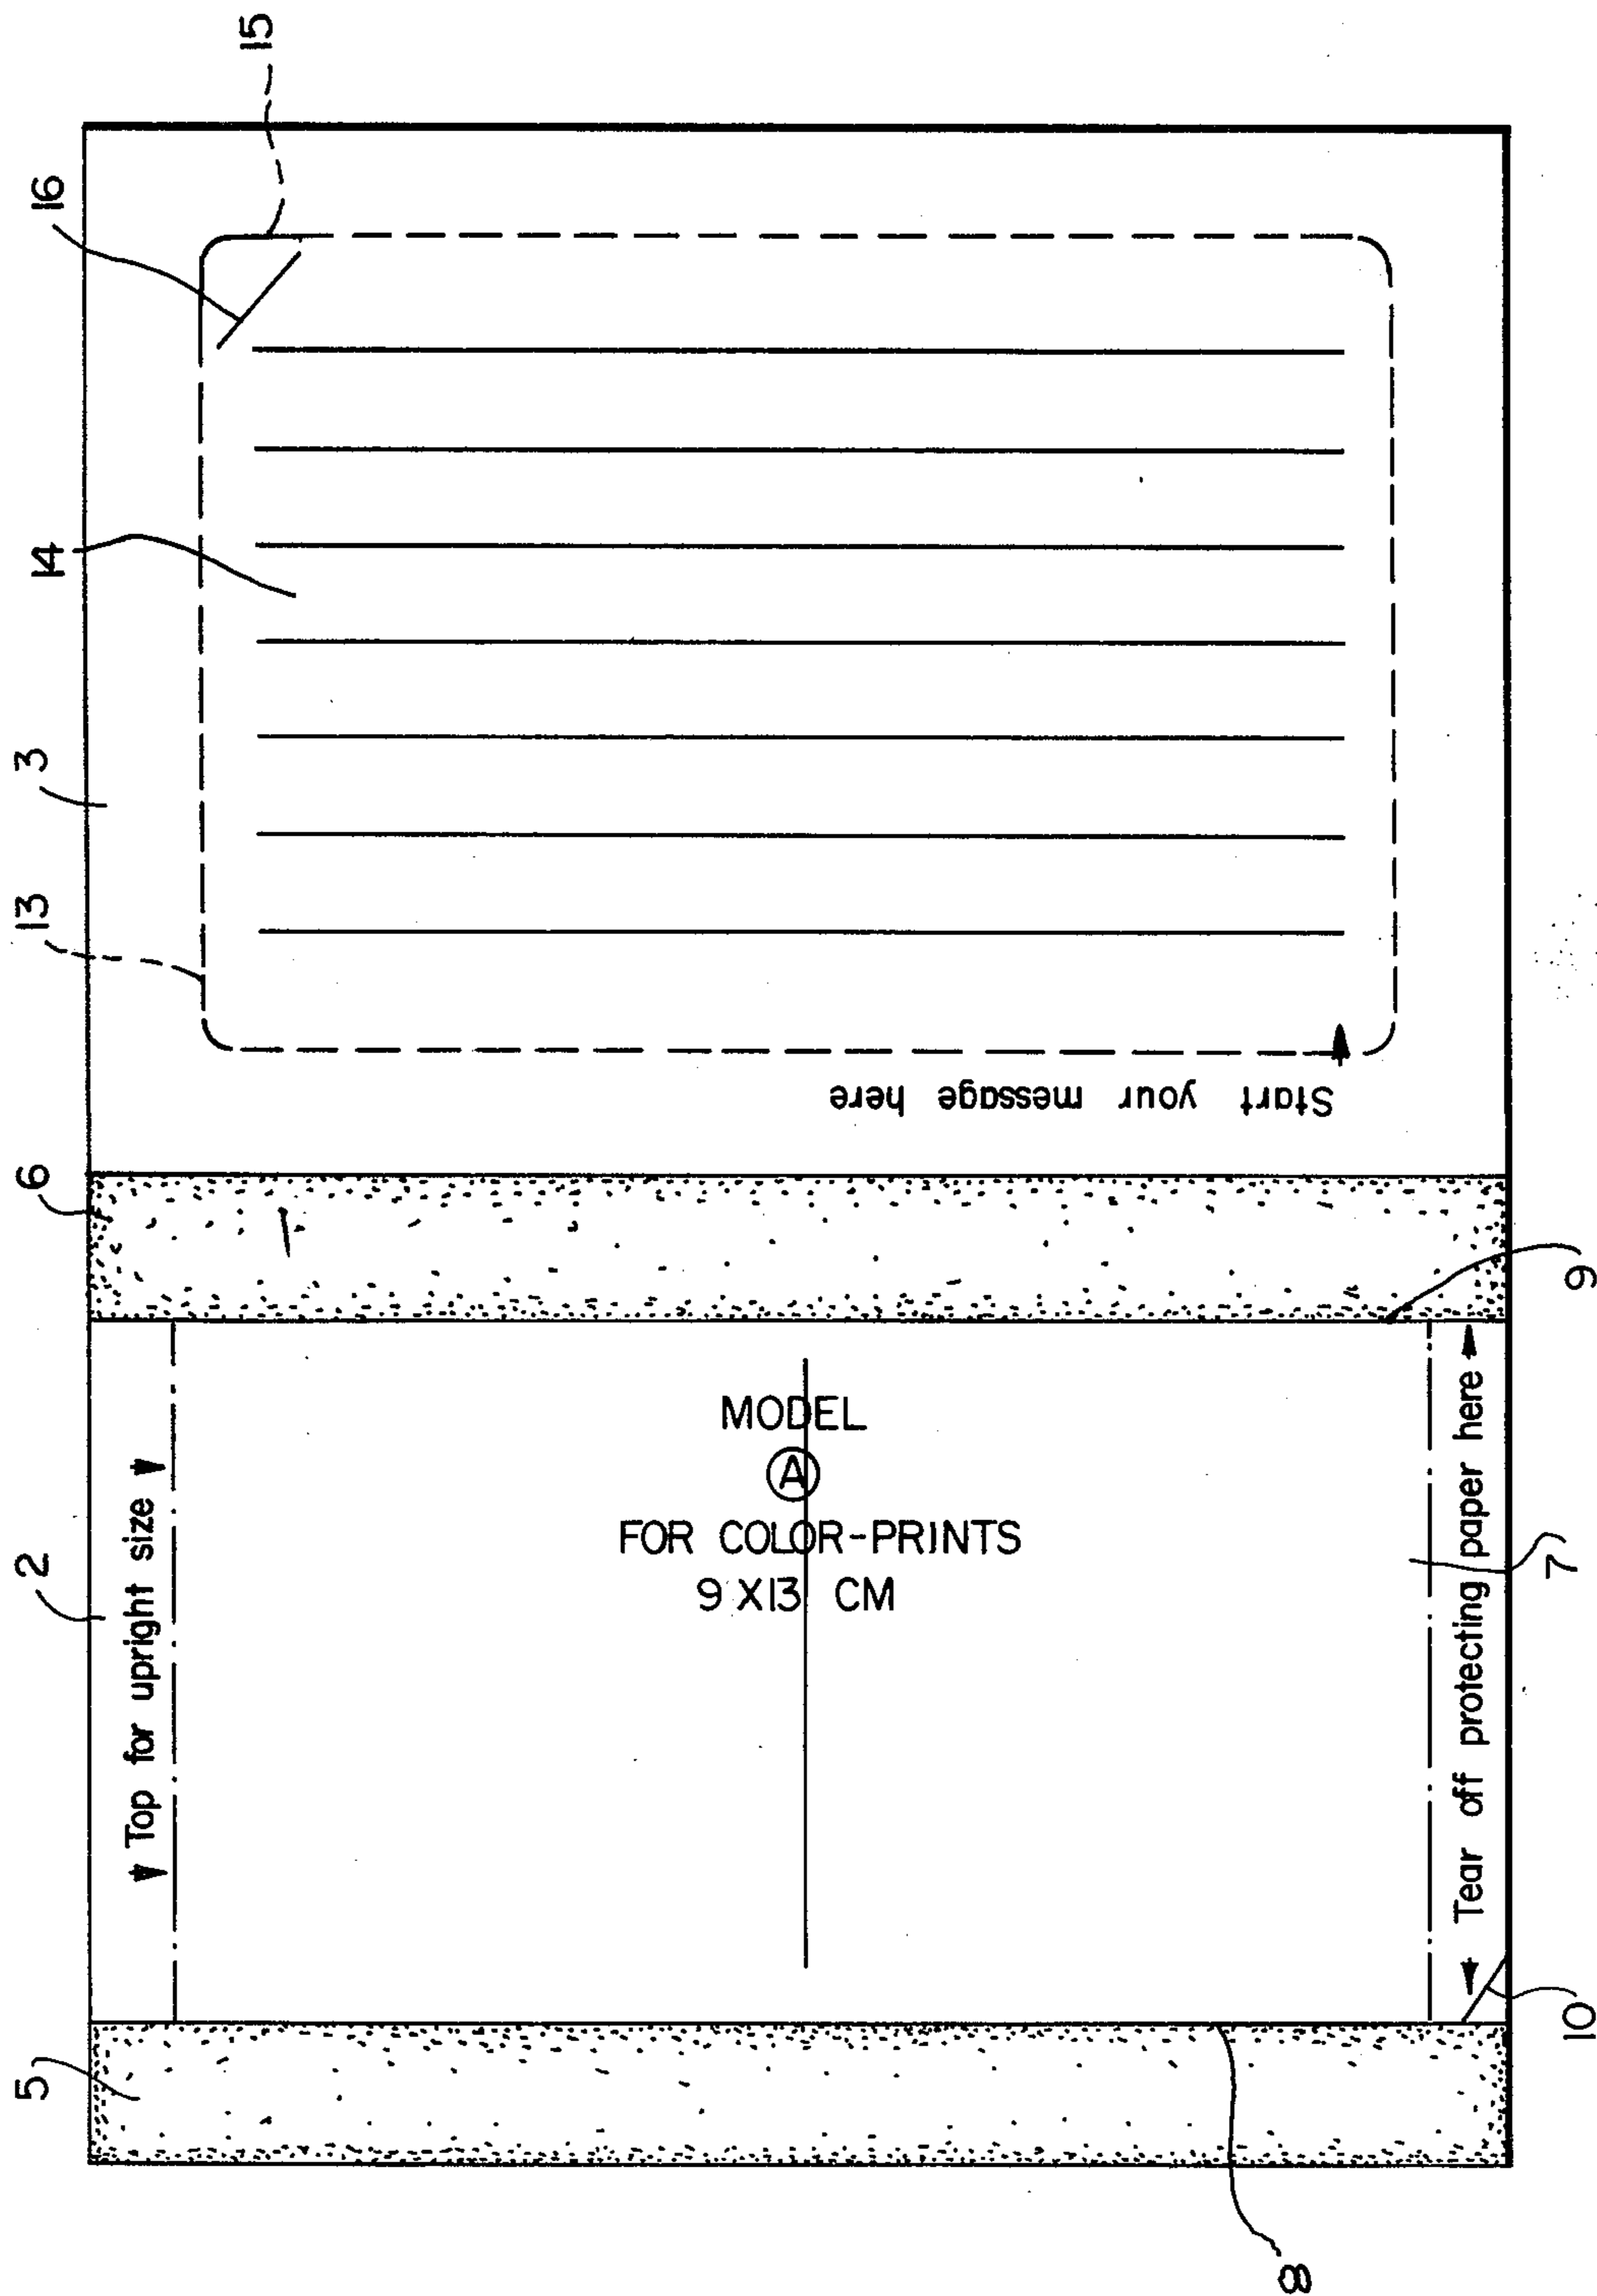 15
16
14
3
13
Start your message here
6
9
2
Top for upright size
MODEL
A
FOR COLOR-PRINTS
9 X 13 CM
Tear off protecting paper here
7
5
10
8